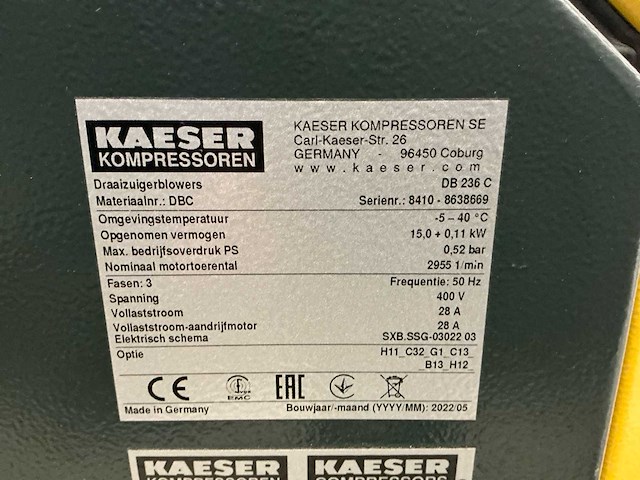 KAESER
KOMPRESSOREN
KAESER KOMPRESSOREN SE
Carl-Kaeser-Str. 26
GERMANY - 96450 Coburg
www.kaeser.com
Draaizuigerblowers DB 236 C
Materiaalnr.: DBC Serienr.: 8410 - 8638669
Omgevingstemperatuur -5 – 40 °C
Opgenomen vermogen 15,0 + 0,11 kW
Max. bedrijfsoverdruk PS 0,52 bar
Nominaal motortoerental 2955 1/min
Fasen: 3 Frequentie: 50 Hz
Spanning 400 V
Vollaststroom 28 A
Vollaststroom-aandrijfmotor 28 A
Elektrisch schema SXB.SSG-03022 03
Optie H11_C32_G1_C13_
B13_H12
CE EMC EAC
Made in Germany Bouwjaar/-maand (YYYY/MM): 2022/05
KAESER KAESER
KOMPRESSOREN COMPRESSORS